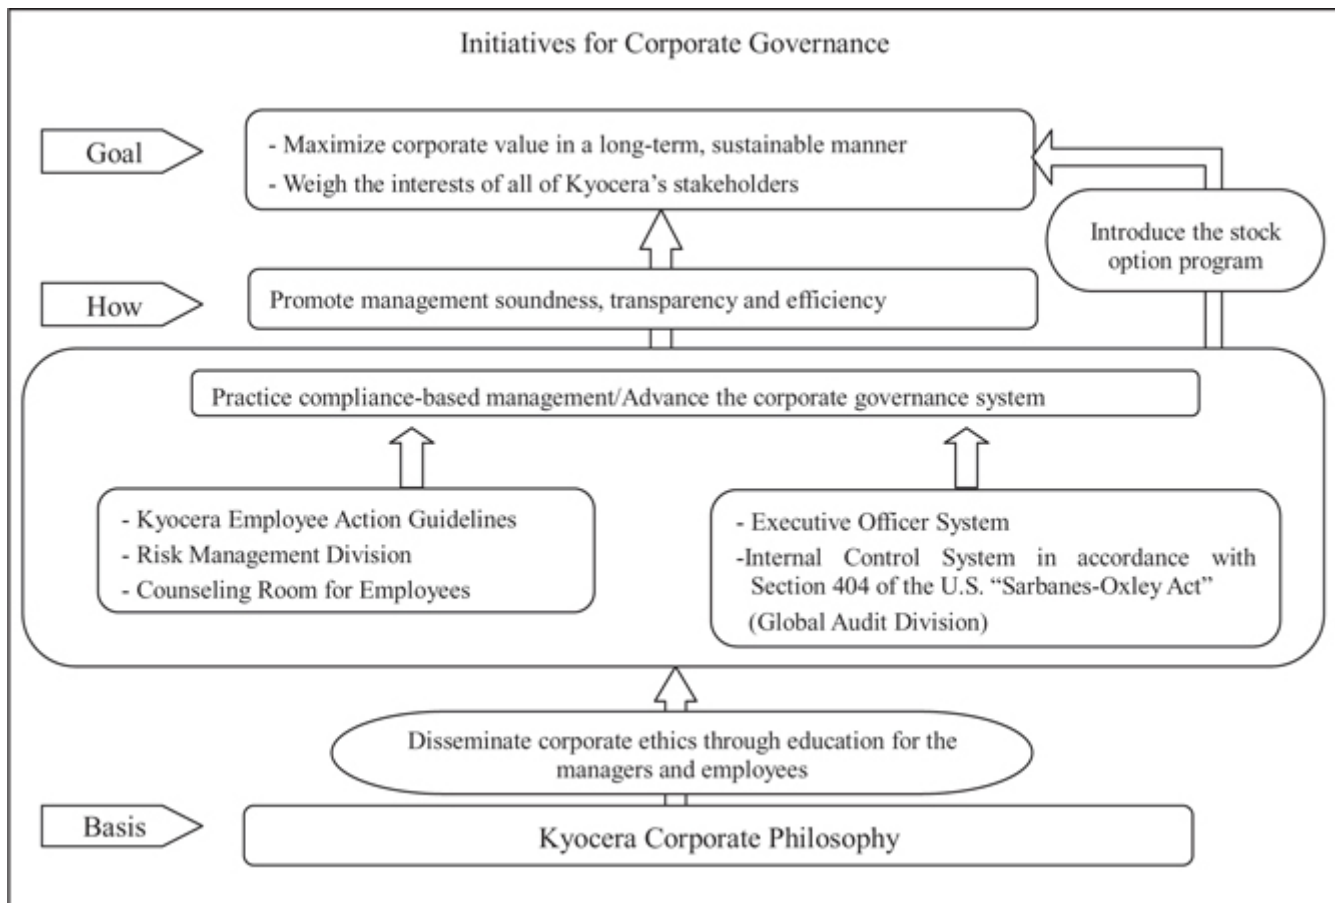 Initiatives for Corporate Governance
Goal
- Maximize corporate value in a long-term, sustainable manner
- Weigh the interests of all of Kyocera’s stakeholders
Introduce the stock
option program
How
Promote management soundness, transparency and efficiency
Practice compliance-based management/Advance the corporate governance system
- Kyocera Employee Action Guidelines
- Risk Management Division
- Counseling Room for Employees
- Executive Officer System
-Internal Control System in accordance with
Section 404 of the U.S. “Sarbanes-Oxley Act”
(Global Audit Division)
Disseminate corporate ethics through education for the
managers and employees
Basis
Kyocera Corporate Philosophy